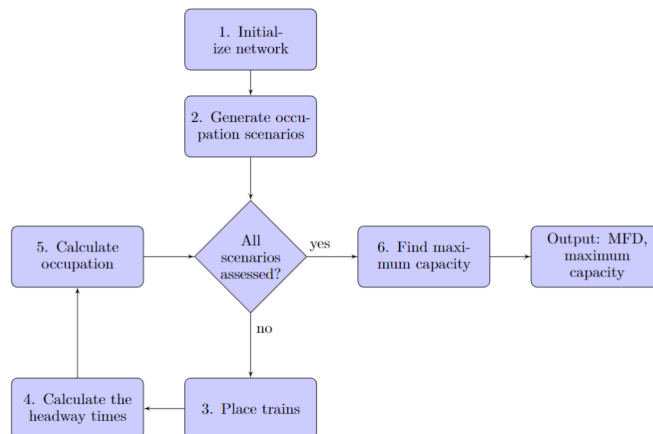 1. Initial-
ize network
2. Generate occu-
pation scenarios
All
scenarios
assessed?
yes
no
5. Calculate
occupation
6. Find maxi-
mum capacity
Output: MFD,
maximum
capacity
4. Calculate the
headway times
3. Place trains